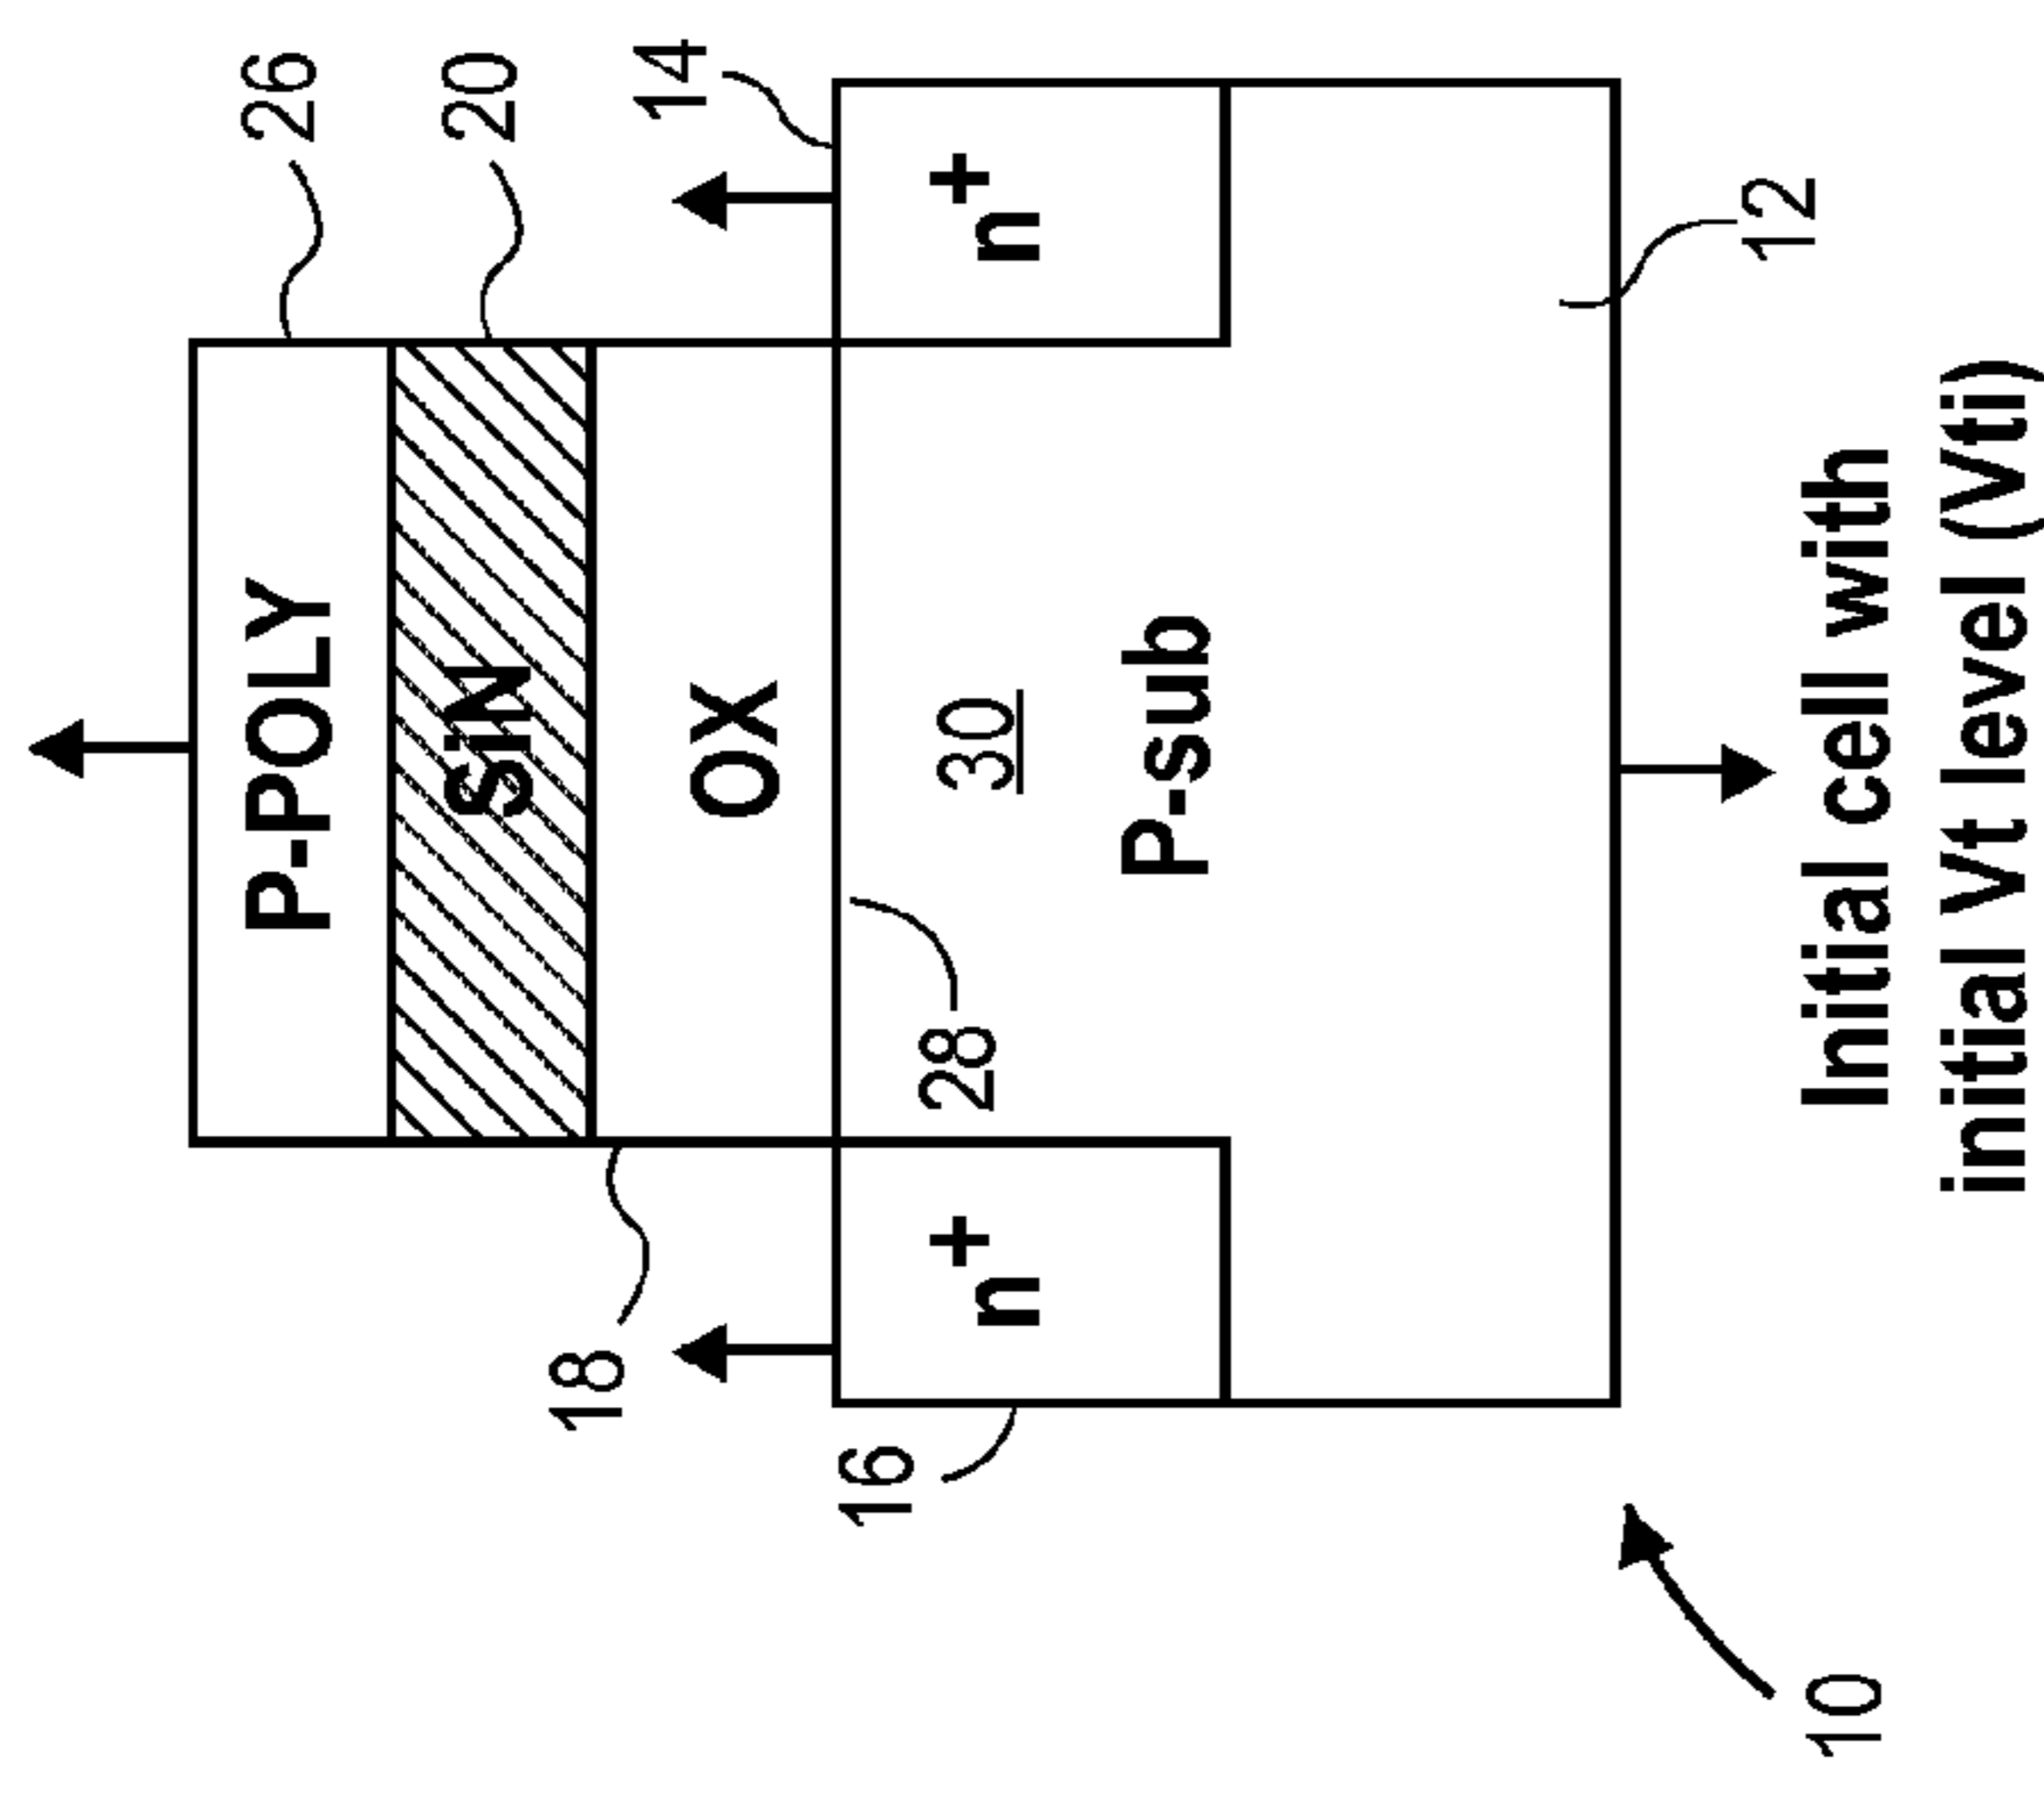 P-POLY
26
SiN
20
18
14
OX
16
n+
28
30
n+
P-sub
12
10
Initial cell with
initial Vt level (Vti)